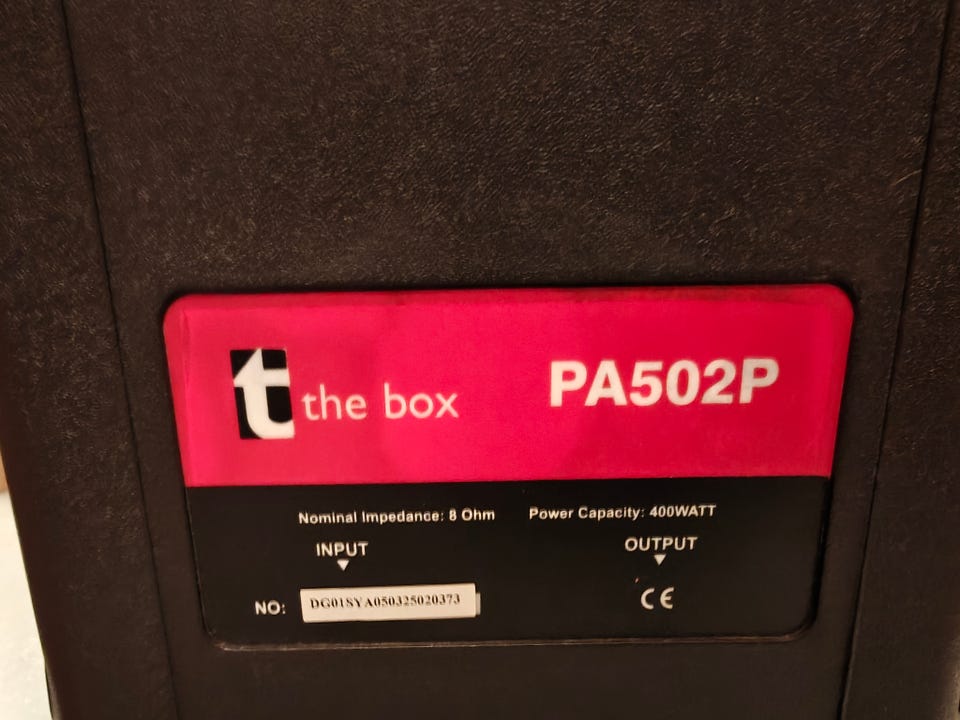 t the box PA502P
Nominal Impedance: 8 Ohm Power Capacity: 400WATT
INPUT OUTPUT
NO: DG01SYA050325020373 CE